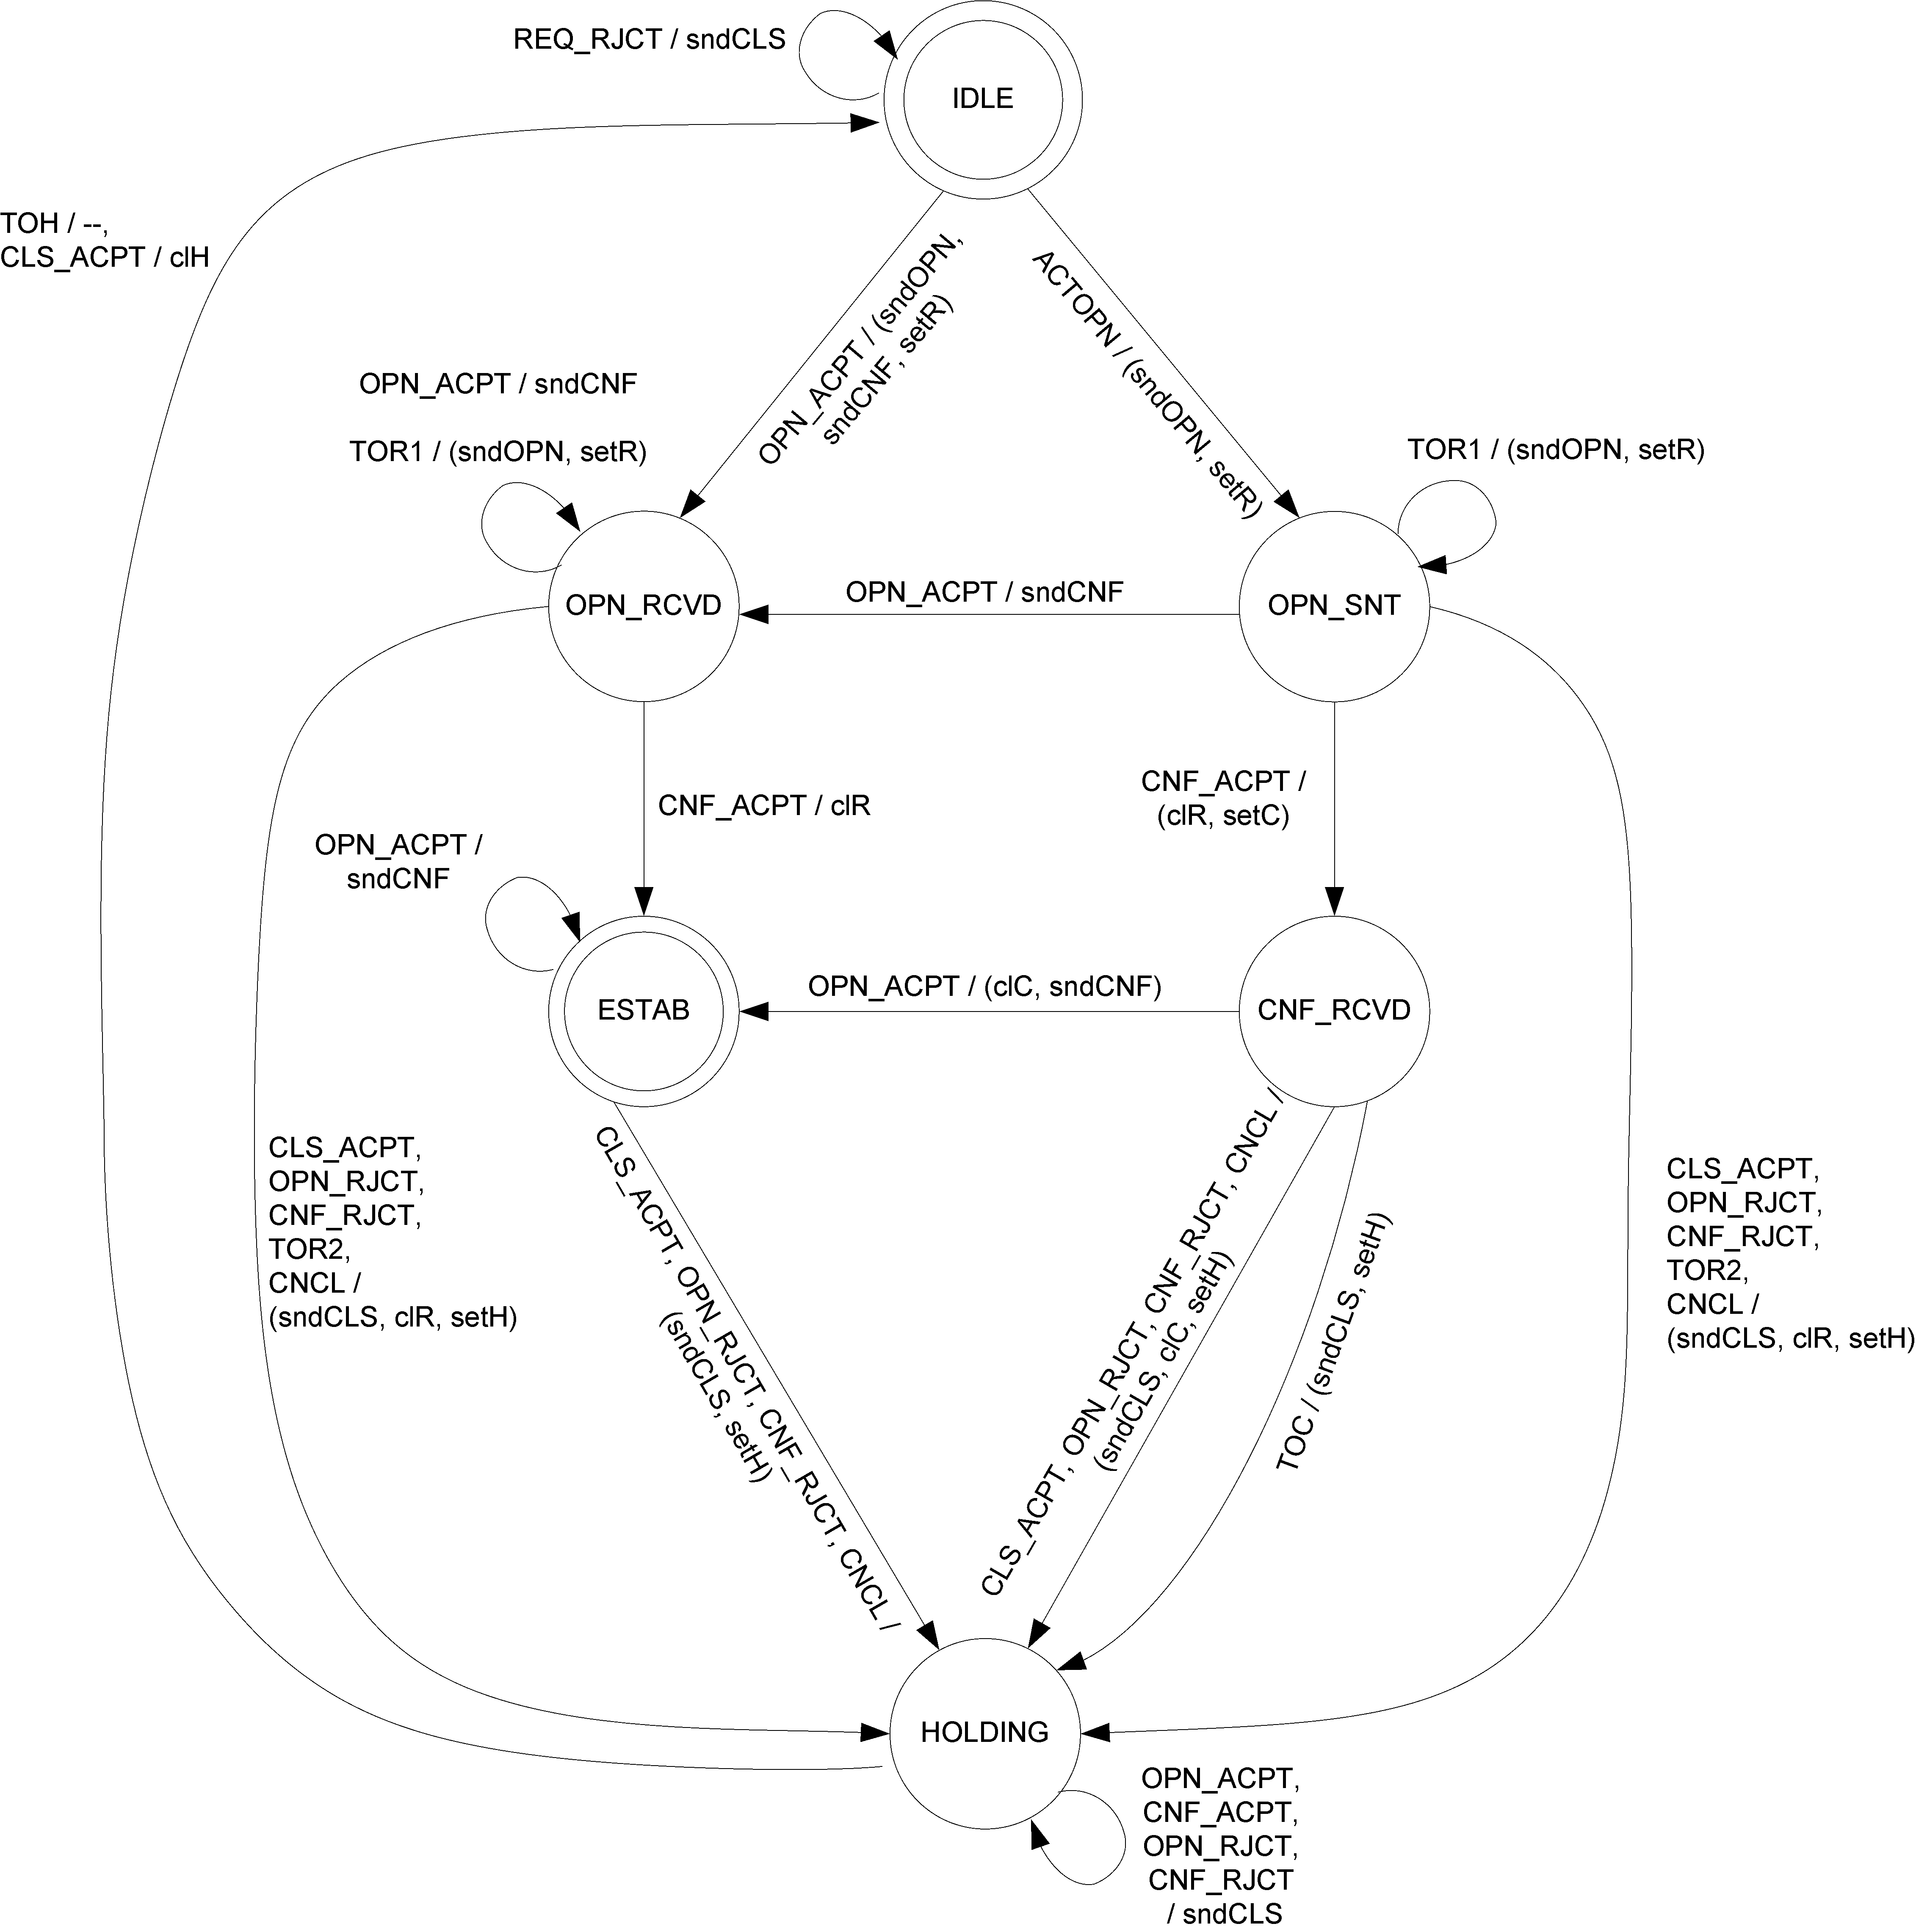 REQ_RJCT / sndCLS
IDLE
TOH / --,
CLS_ACPT / clH
OPN_ACPT / (sndOPN,
sndCNF, setR)
ACTOPN / (sndOPN, setR)
OPN_ACPT / sndCNF
TOR1 / (sndOPN, setR)
TOR1 / (sndOPN, setR)
OPN_RCVD
OPN_ACPT / sndCNF
OPN_SNT
CNF_ACPT / clR
CNF_ACPT /
(clR, setC)
OPN_ACPT /
sndCNF
ESTAB
OPN_ACPT / (clC, sndCNF)
CNF_RCVD
CLS_ACPT,
OPN_RJCT,
CNF_RJCT,
TOR2,
CNCL /
(sndCLS, clR, setH)
CLS_ACPT, OPN_RJCT, CNF_RJCT, CNCL /
(sndCLS, setH)
CLS_ACPT, OPN_RJCT, CNF_RJCT, CNCL /
(sndCLS, clC, setH)
TOC / (sndCLS, setH)
CLS_ACPT,
OPN_RJCT,
CNF_RJCT,
TOR2,
CNCL /
(sndCLS, clR, setH)
HOLDING
OPN_ACPT,
CNF_ACPT,
OPN_RJCT,
CNF_RJCT
/ sndCLS